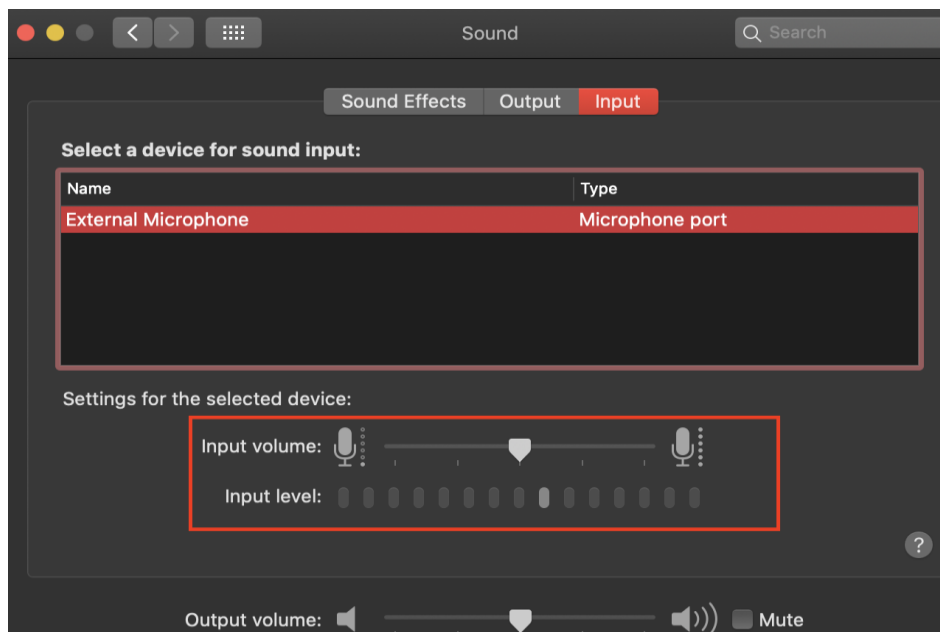 Sound
Search
Sound Effects Output Input
Select a device for sound input:
Name Type
External Microphone Microphone port
Settings for the selected device:
Input volume:
Input level:
?
Output volume: Mute